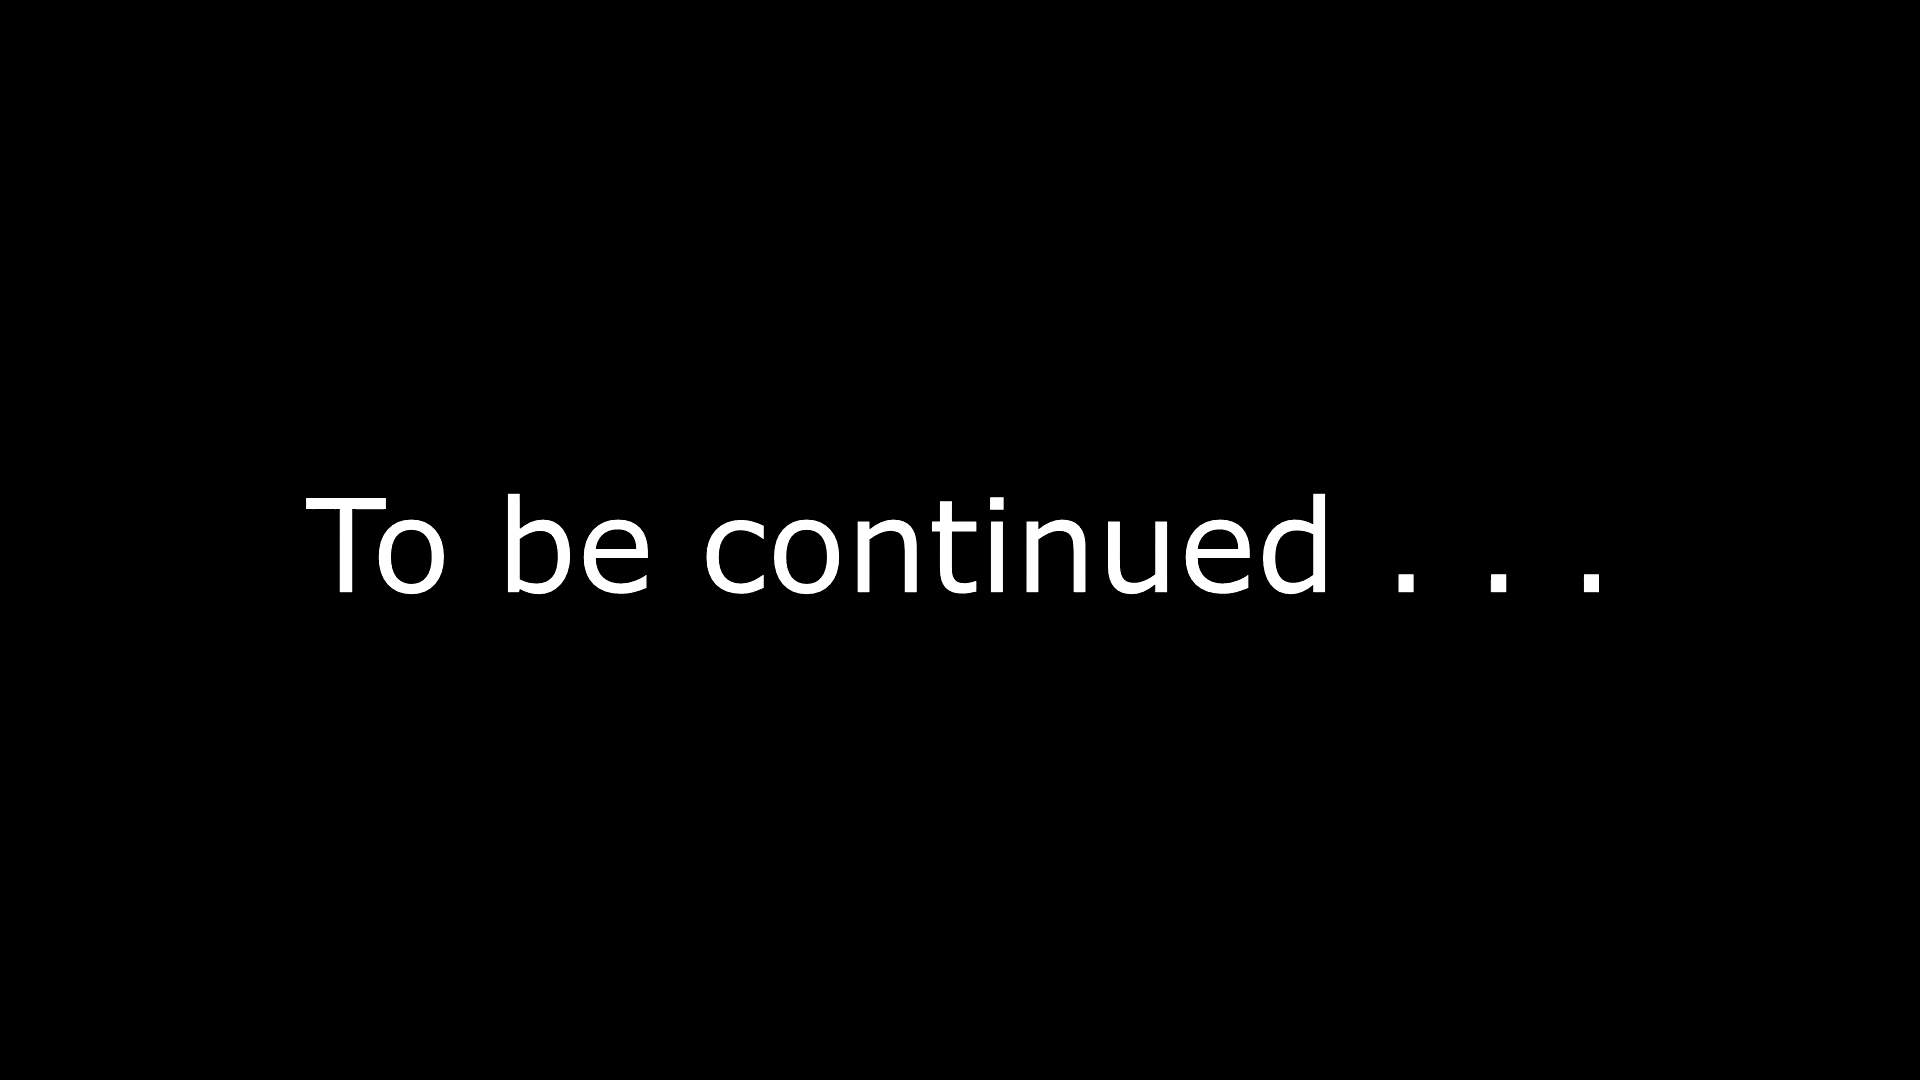 To be continued . . .